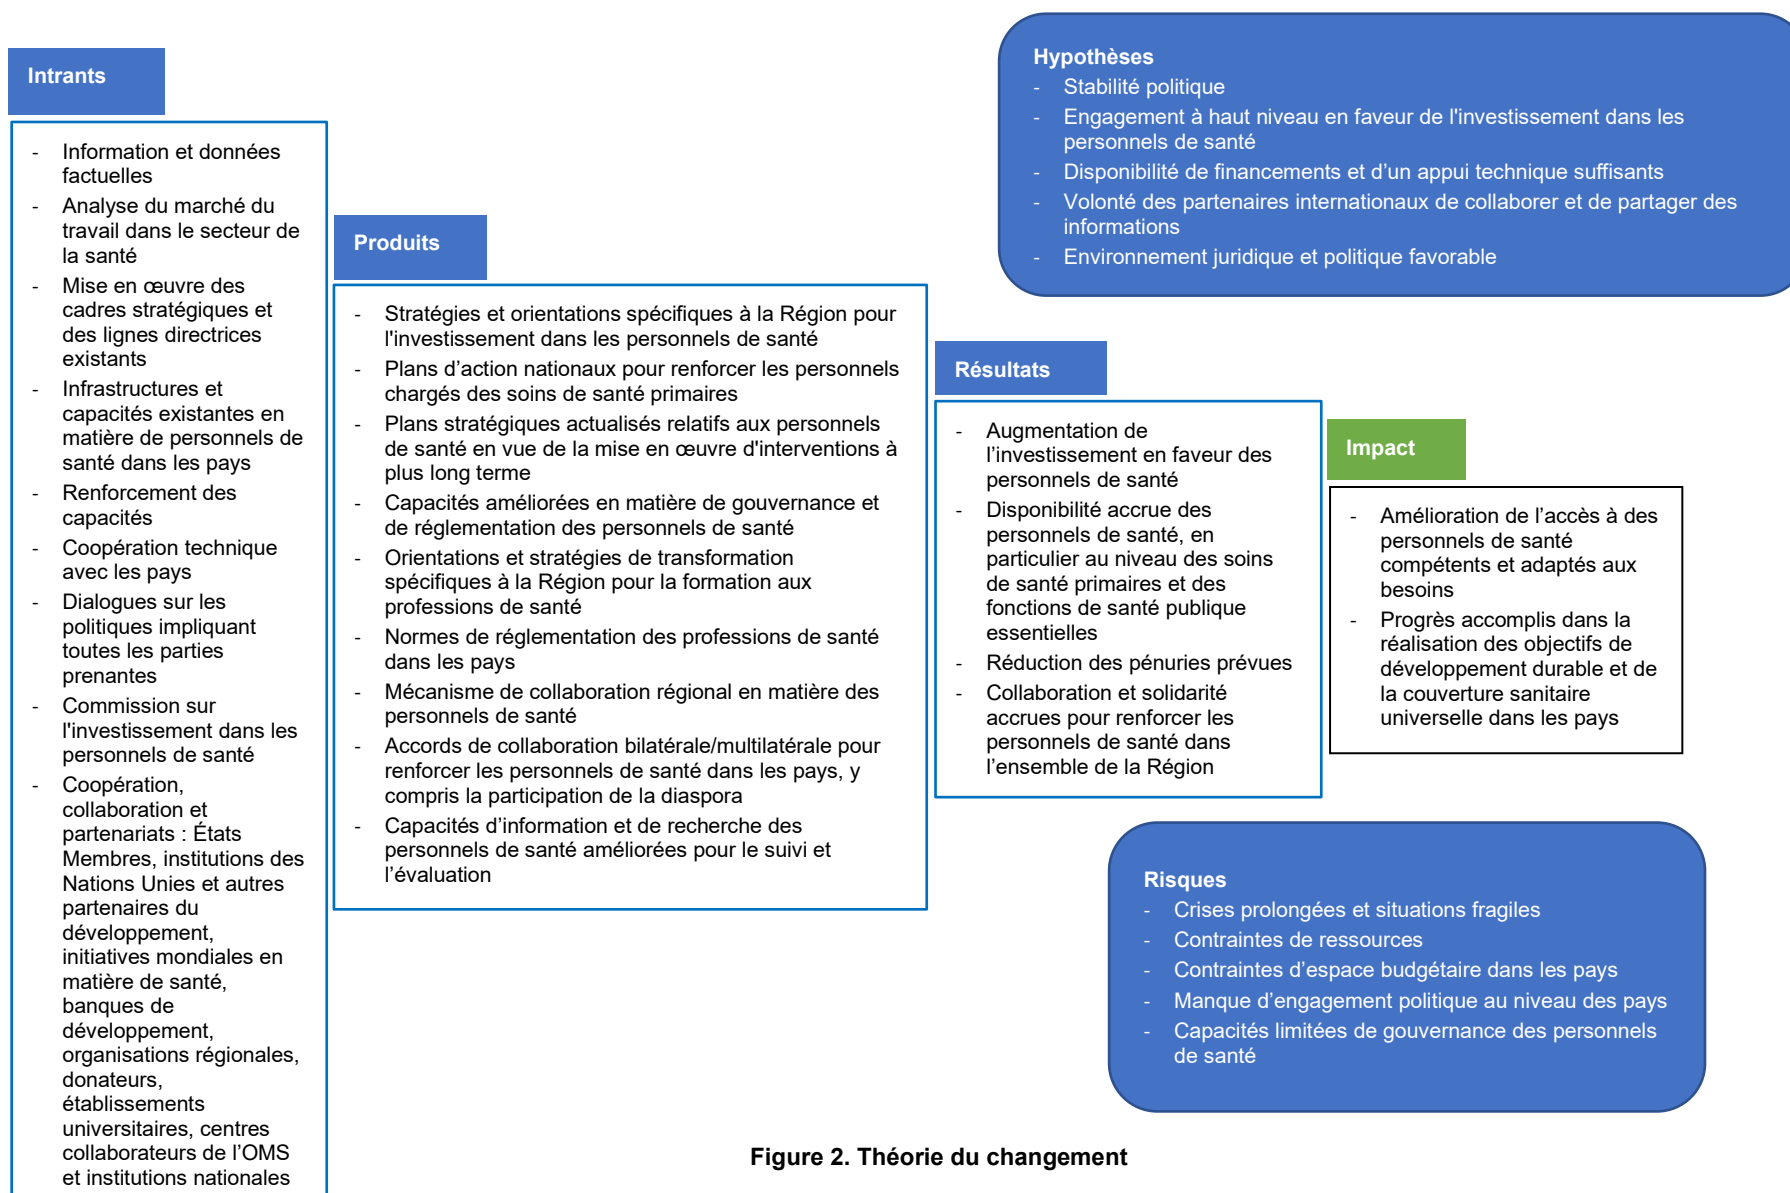 Intrants
- Information et données
factuelles
- Analyse du marché du
travail dans le secteur de
la santé
- Mise en œuvre des
cadres stratégiques et
des lignes directrices
existants
- Infrastructures et
capacités existantes en
matière de personnels de
santé dans les pays
- Renforcement des
capacités
- Coopération technique
avec les pays
- Dialogues sur les
politiques impliquant
toutes les parties
prenantes
- Commission sur
l'investissement dans les
personnels de santé
- Coopération,
collaboration et
partenariats : États
Membres, institutions des
Nations Unies et autres
partenaires du
développement,
initiatives mondiales en
matière de santé,
banques de
développement,
organisations régionales,
donateurs,
établissements
universitaires, centres
collaborateurs de l’OMS
et institutions nationales
Produits
- Stratégies et orientations spécifiques à la Région pour
l'investissement dans les personnels de santé
- Plans d’action nationaux pour renforcer les personnels
chargés des soins de santé primaires
- Plans stratégiques actualisés relatifs aux personnels
de santé en vue de la mise en œuvre d'interventions à
plus long terme
- Capacités améliorées en matière de gouvernance et
de réglementation des personnels de santé
- Orientations et stratégies de transformation
spécifiques à la Région pour la formation aux
professions de santé
- Normes de réglementation des professions de santé
dans les pays
- Mécanisme de collaboration régional en matière des
personnels de santé
- Accords de collaboration bilatérale/multilatérale pour
renforcer les personnels de santé dans les pays, y
compris la participation de la diaspora
- Capacités d’information et de recherche des
personnels de santé améliorées pour le suivi et
l’évaluation
Résultats
- Augmentation de
l’investissement en faveur des
personnels de santé
- Disponibilité accrue des
personnels de santé, en
particulier au niveau des soins
de santé primaires et des
fonctions de santé publique
essentielles
- Réduction des pénuries prévues
- Collaboration et solidarité
accrues pour renforcer les
personnels de santé dans
l’ensemble de la Région
Impact
- Amélioration de l’accès à des
personnels de santé
compétents et adaptés aux
besoins
- Progrès accomplis dans la
réalisation des objectifs de
développement durable et de
la couverture sanitaire
universelle dans les pays
Hypothèses
- Stabilité politique
- Engagement à haut niveau en faveur de l'investissement dans les
personnels de santé
- Disponibilité de financements et d’un appui technique suffisants
- Volonté des partenaires internationaux de collaborer et de partager des
informations
- Environnement juridique et politique favorable
Risques
- Crises prolongées et situations fragiles
- Contraintes de ressources
- Contraintes d’espace budgétaire dans les pays
- Manque d’engagement politique au niveau des pays
- Capacités limitées de gouvernance des personnels
de santé
Figure 2. Théorie du changement